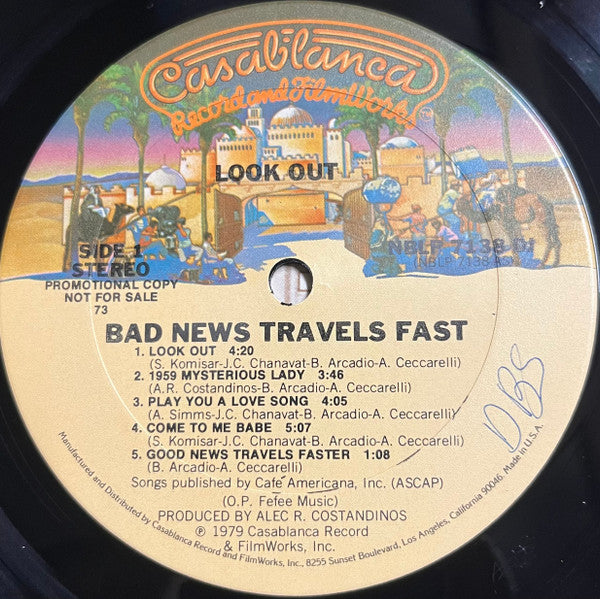 Casablanca
Record and FilmWorks
LOOK OUT
SIDE 1
STEREO
PROMOTIONAL COPY
NOT FOR SALE
73
NBLP 7138 DJ
(NBLP 7138 AS)
BAD NEWS TRAVELS FAST
1. LOOK OUT 4:20
(S. Komisar-J.C. Chanavat-B. Arcadio-A. Ceccarelli)
2. 1959 MYSTERIOUS LADY 3:46
(A.R. Costandinos-B. Arcadio-A. Ceccarelli)
3. PLAY YOU A LOVE SONG 4:05
(A. Simms-J.C. Chanavat-B. Arcadio-A. Ceccarelli)
4. COME TO ME BABE 5:07
(S. Komisar-J.C. Chanavat-B. Arcadio-A. Ceccarelli)
5. GOOD NEWS TRAVELS FASTER 1:08
(B. Arcadio-A. Ceccarelli)
Songs published by Café Americana, Inc. (ASCAP)
(O.P. Fefee Music)
PRODUCED BY ALEC R. COSTANDINOS
℗ 1979 Casablanca Record
& FilmWorks, Inc.
Manufactured and Distributed by Casablanca Record and FilmWorks, Inc., 8255 Sunset Boulevard, Los Angeles, California 90046 Made in U.S.A.
DBS